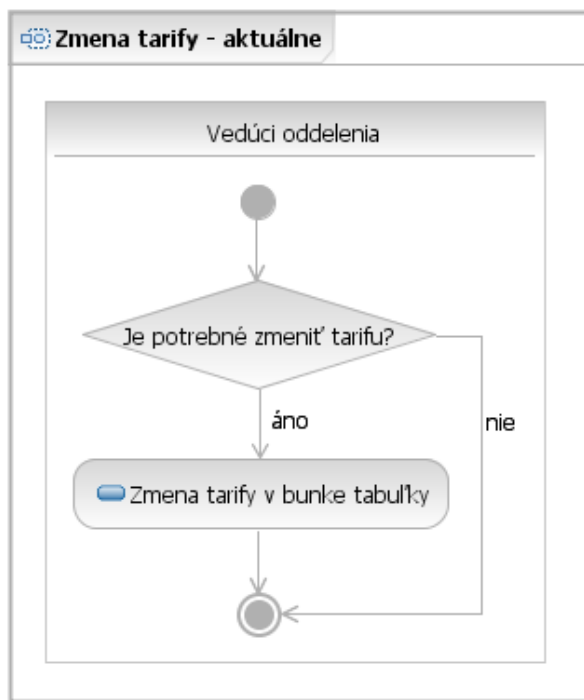 Zmena tarify - aktuálne
Vedúci oddelenia
Je potrebné zmeniť tarifu?
áno
nie
Zmena tarify v bunke tabuľky